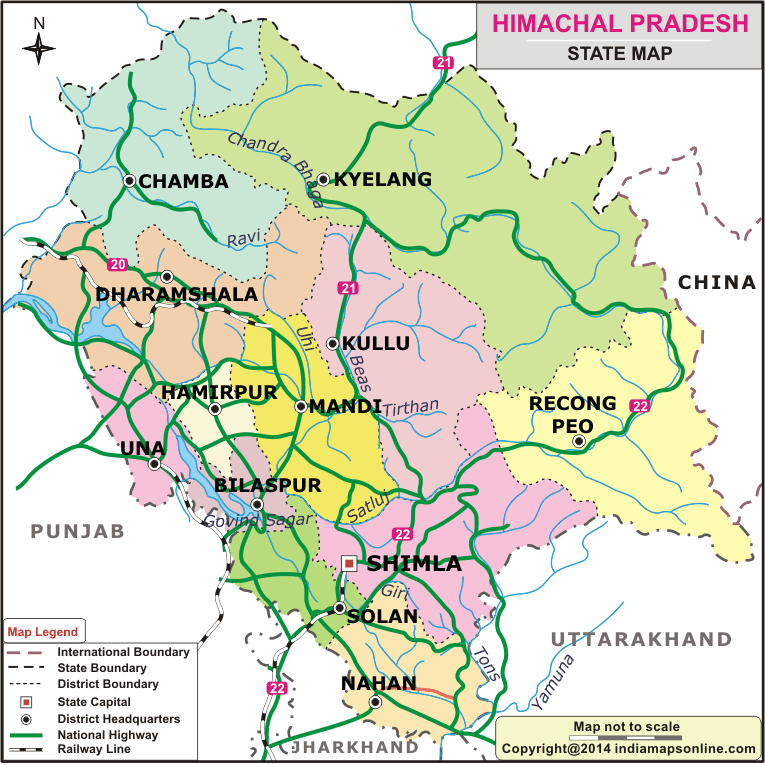 HIMACHAL PRADESH
STATE MAP
N
21
Chandra Bhaga
KYELANG
CHAMBA
Ravi
20
DHARAMSHALA
21
CHINA
Uhi
KULLU
Beas
HAMIRPUR
MANDI
Tirthan
RECONG
PEO
22
UNA
BILASPUR
Satluj
Govind Sagar
PUNJAB
22
SHIMLA
Giri
SOLAN
UTTARAKHAND
Tons
Yamuna
NAHAN
22
JHARKHAND
Map Legend
International Boundary
State Boundary
District Boundary
State Capital
District Headquarters
National Highway
Railway Line
Map not to scale
Copyright@2014 indiamapsonline.com